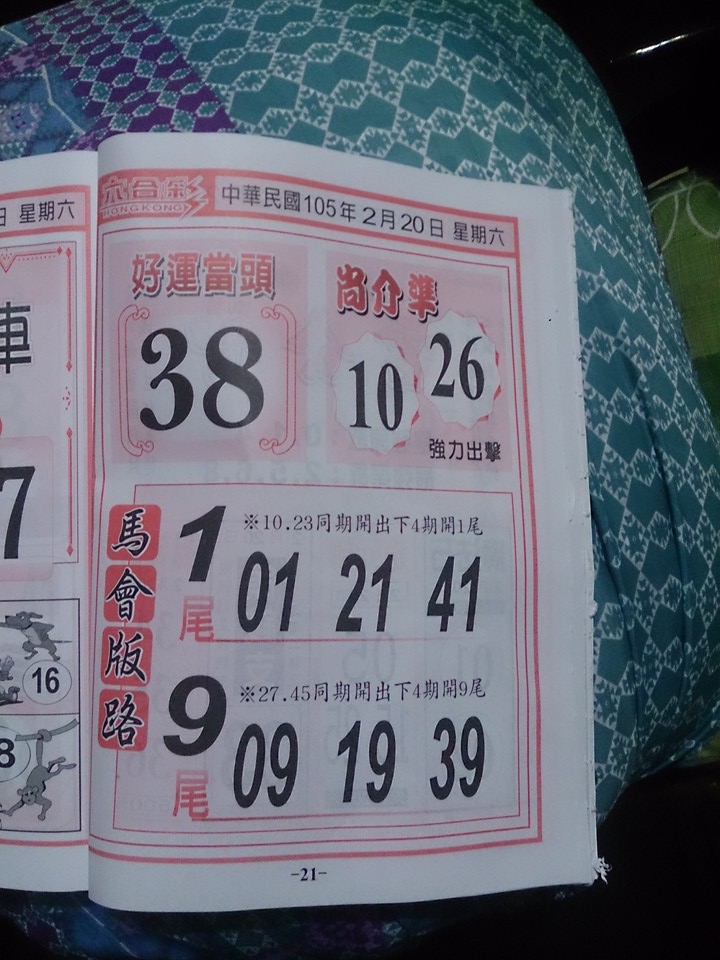 日 星期六
車
7
16
8
六合彩
HONGKONG
中華民國105年2月20日 星期六
好運當頭
38
尚介準
10 26
強力出擊
馬會版路
1尾
※10.23同期開出下4期開1尾
01 21 41
9尾
※27.45同期開出下4期開9尾
09 19 39
-21-